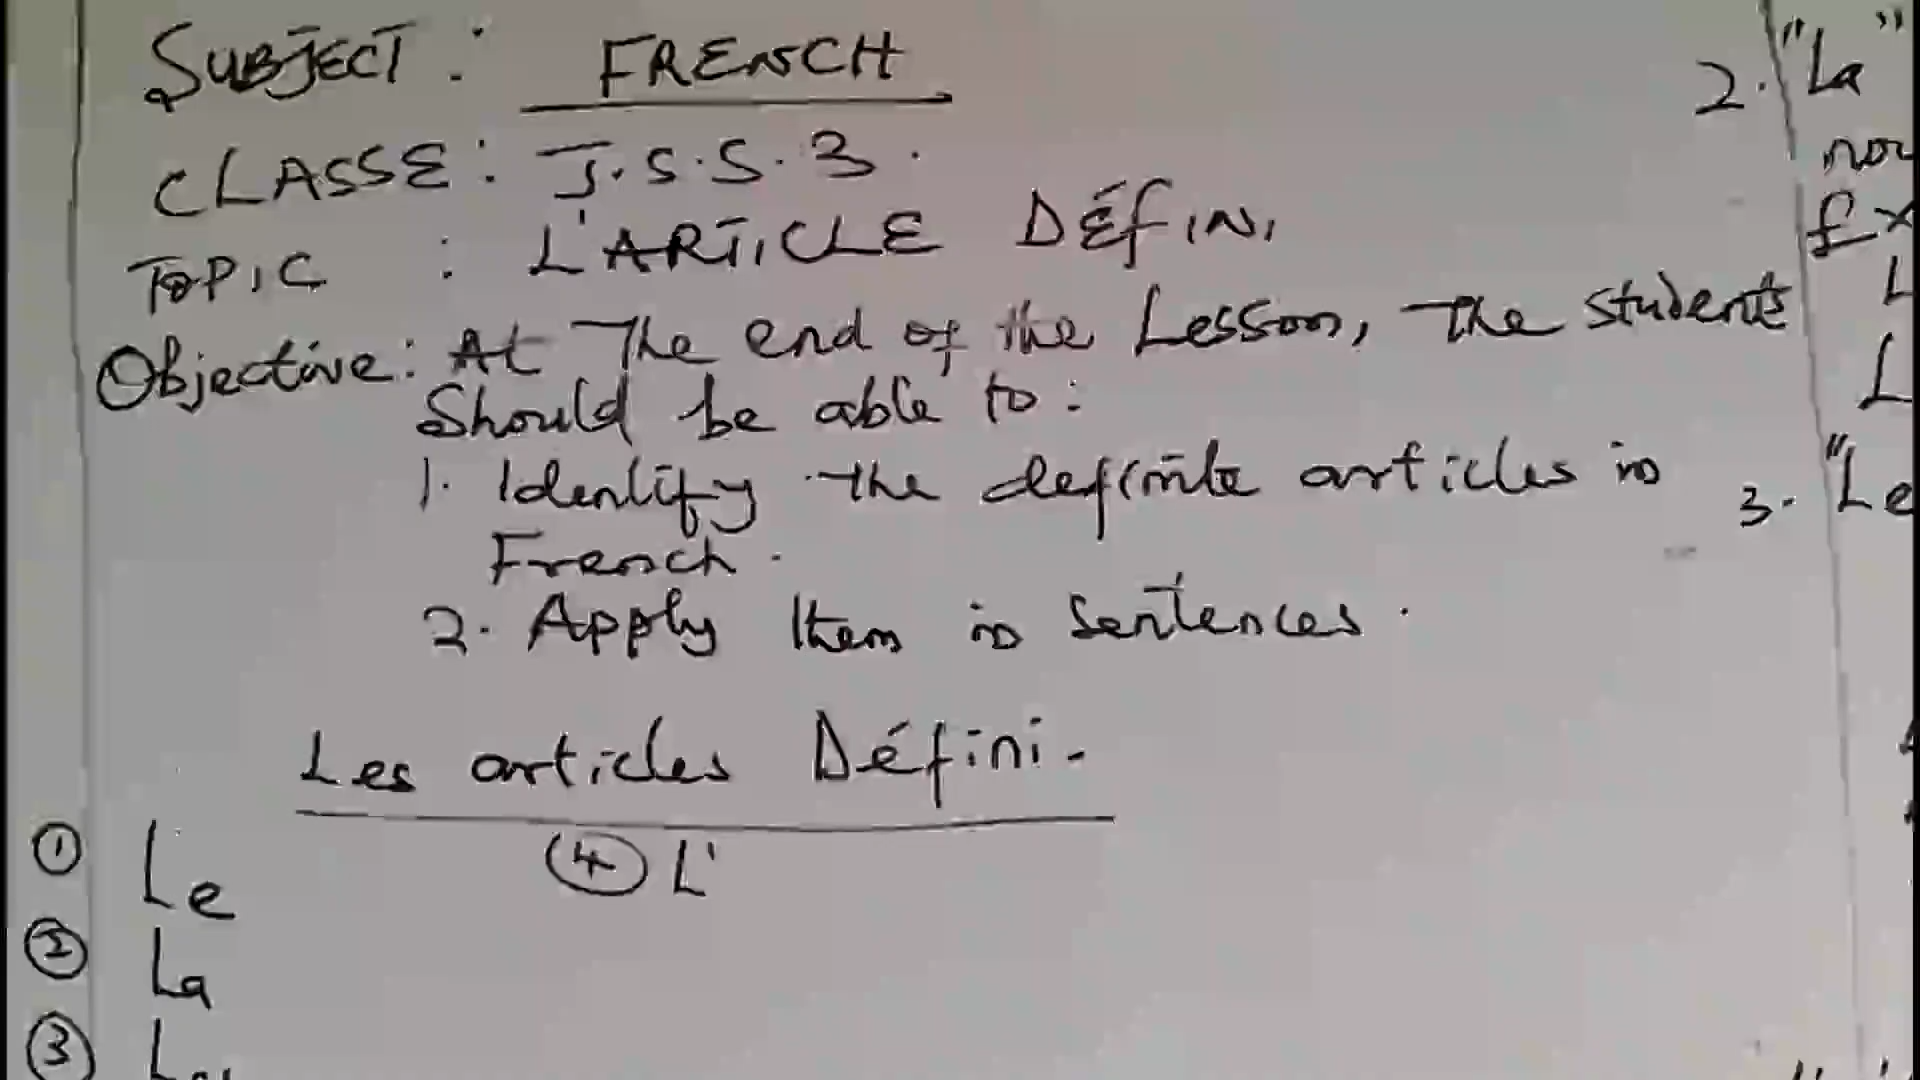 SUBJECT: FRENCH
CLASSE: J.S.S.3.
TOPIC : L'ARTICLE DÉFINI
Objective: At The end of the Lesson, The students
Should be able to:
1. Identify the definite articles in
French.
2. Apply them in Sentences.
Les articles Défini.
① Le
④ L'
② La
③
2. "La"
3. "Le